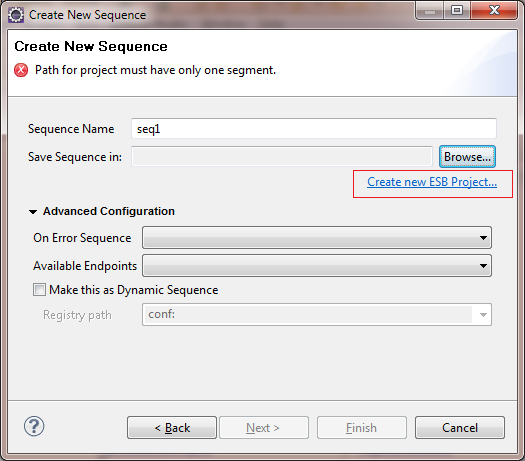 Create New Sequence
Create New Sequence
Path for project must have only one segment.
Sequence Name seq1
Save Sequence in: Browse...
Create new ESB Project...
Advanced Configuration
On Error Sequence
Available Endpoints
Make this as Dynamic Sequence
Registry path conf:
? < Back Next > Finish Cancel